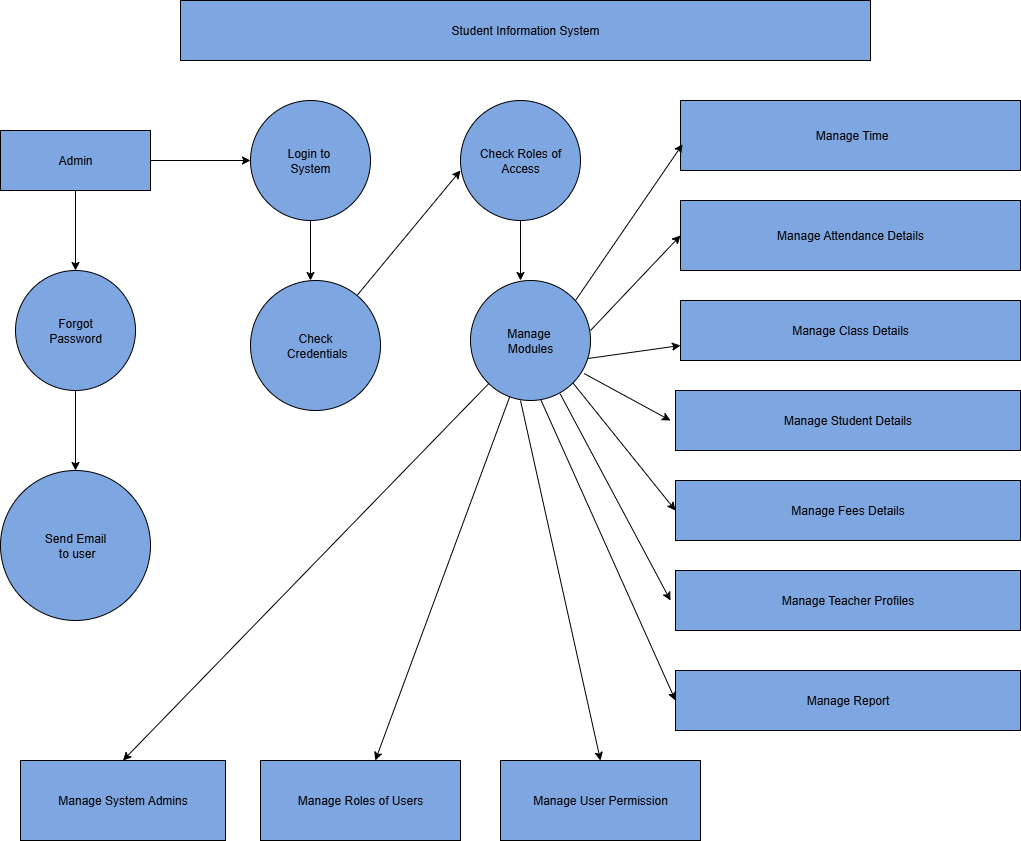 Student Information System
Admin
Login to
System
Check Roles of
Access
Manage Time
Manage Attendance Details
Forgot
Password
Check
Credentials
Manage
Modules
Manage Class Details
Manage Student Details
Manage Fees Details
Send Email
to user
Manage Teacher Profiles
Manage Report
Manage System Admins
Manage Roles of Users
Manage User Permission